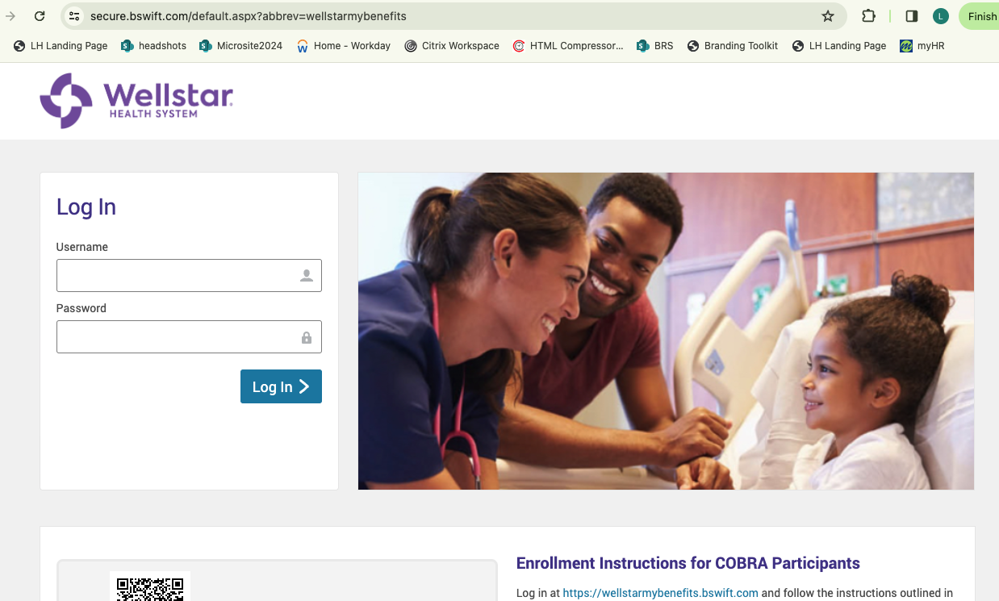 secure.bswift.com/default.aspx?abbrev=wellstarmybenefits
L
Finish
LH Landing Page
headshots
Microsite2024
Home - Workday
Citrix Workspace
HTML Compressor...
BRS
Branding Toolkit
LH Landing Page
myHR
Wellstar
HEALTH SYSTEM
Log In
Username
Password
Log In
Enrollment Instructions for COBRA Participants
Log in at https://wellstarmybenefits.bswift.com and follow the instructions outlined in